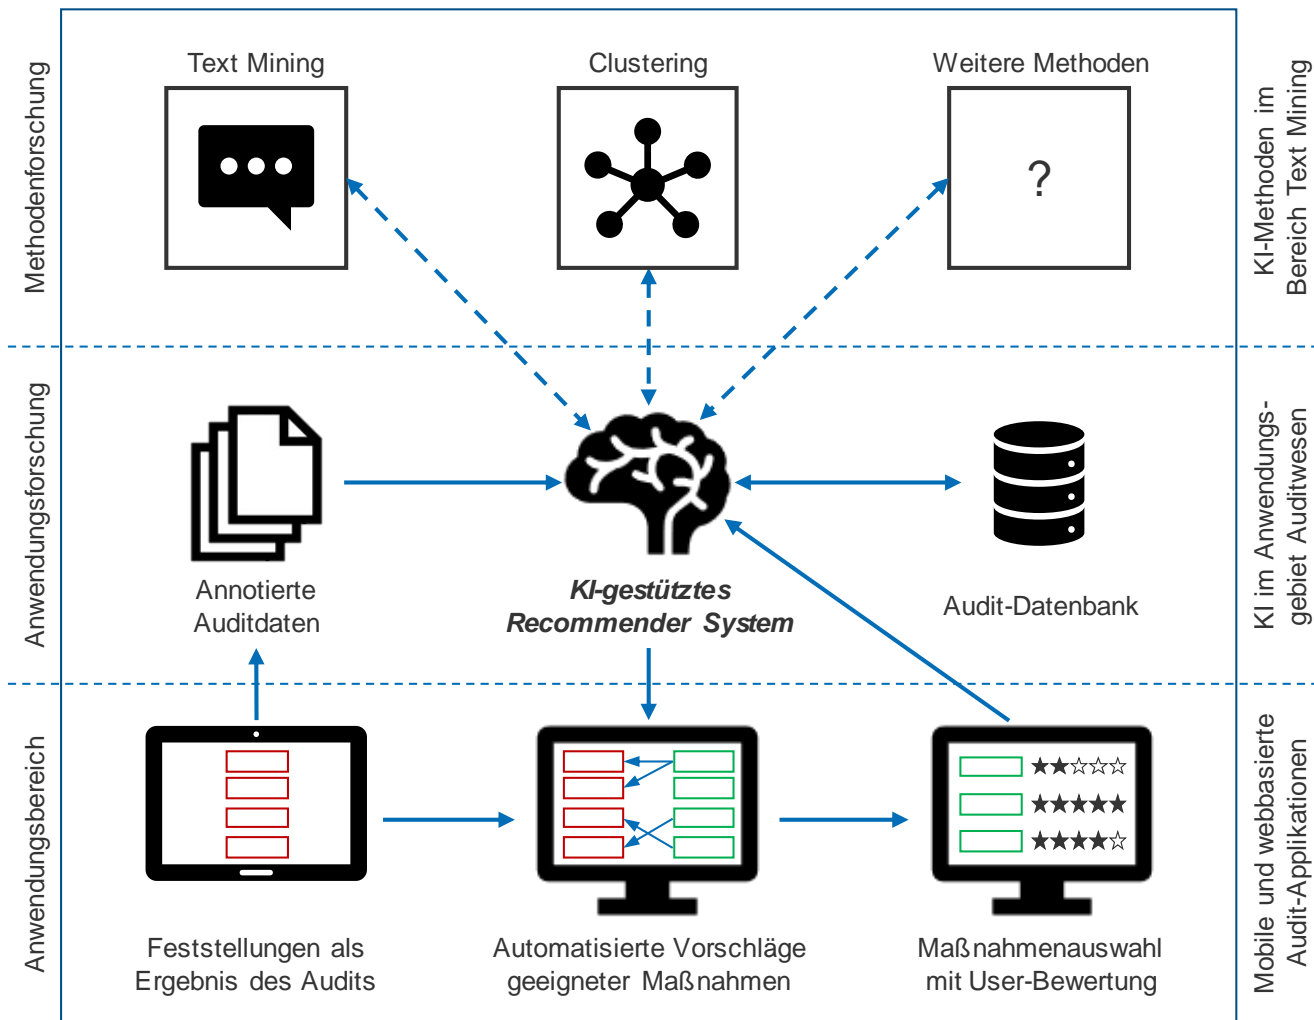 Methodenforschung
Text Mining
Clustering
Weitere Methoden
?
KI-Methoden im
Bereich Text Mining
Anwendungsforschung
Annotierte
Auditdaten
KI-gestütztes
Recommender System
Audit-Datenbank
KI im Anwendungs-
gebiet Auditwesen
Anwendungsbereich
Feststellungen als
Ergebnis des Audits
Automatisierte Vorschläge
geeigneter Maßnahmen
Maßnahmenauswahl
mit User-Bewertung
Mobile und webbasierte
Audit-Applikationen